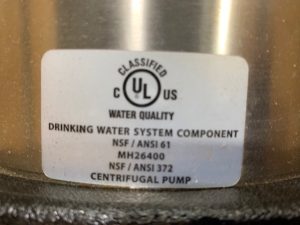 CLASSIFIED
C UL US
WATER QUALITY
DRINKING WATER SYSTEM COMPONENT
NSF / ANSI 61
MH26400
NSF / ANSI 372
CENTRIFUGAL PUMP